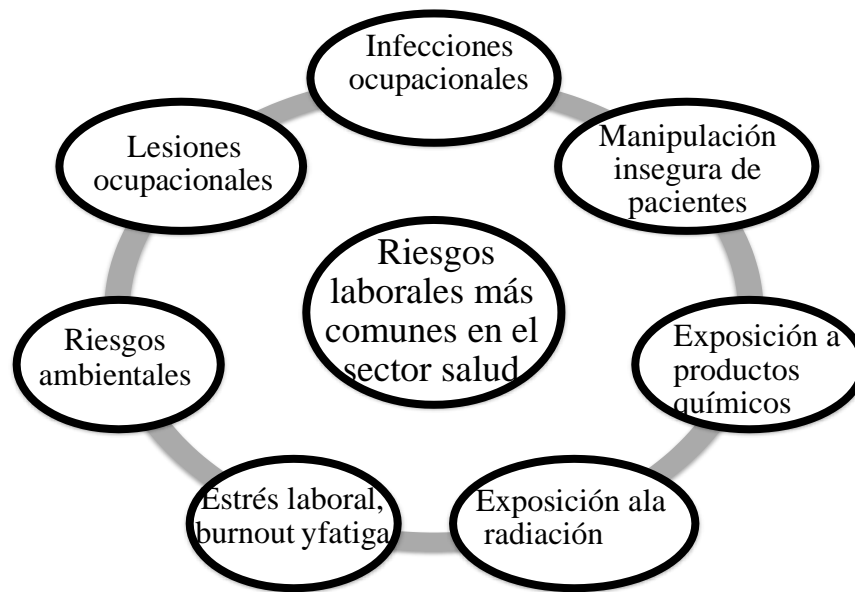 Infecciones
ocupacionales
Manipulación
insegura de
pacientes
Exposición a
productos
químicos
Exposición ala
radiación
Estrés laboral,
burnout yfatiga
Riesgos
ambientales
Lesiones
ocupacionales
Riesgos
laborales más
comunes en el
sector salud